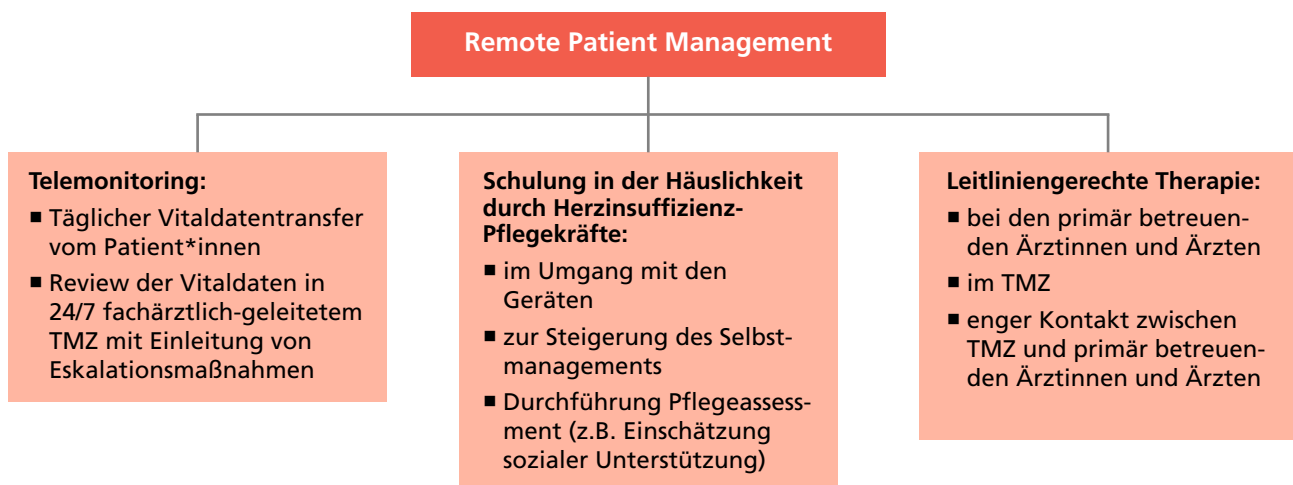 Remote Patient Management
Telemonitoring:
■ Täglicher Vitaldatentransfer
vom Patient*innen
■ Review der Vitaldaten in
24/7 fachärztlich-geleitetem
TMZ mit Einleitung von
Eskalationsmaßnahmen
Schulung in der Häuslichkeit
durch Herzinsuffizienz-
Pflegekräfte:
■ im Umgang mit den
Geräten
■ zur Steigerung des Selbst-
managements
■ Durchführung Pflegeassess-
ment (z.B. Einschätzung
sozialer Unterstützung)
Leitliniengerechte Therapie:
■ bei den primär betreuen-
den Ärztinnen und Ärzten
■ im TMZ
■ enger Kontakt zwischen
TMZ und primär betreuen-
den Ärztinnen und Ärzten